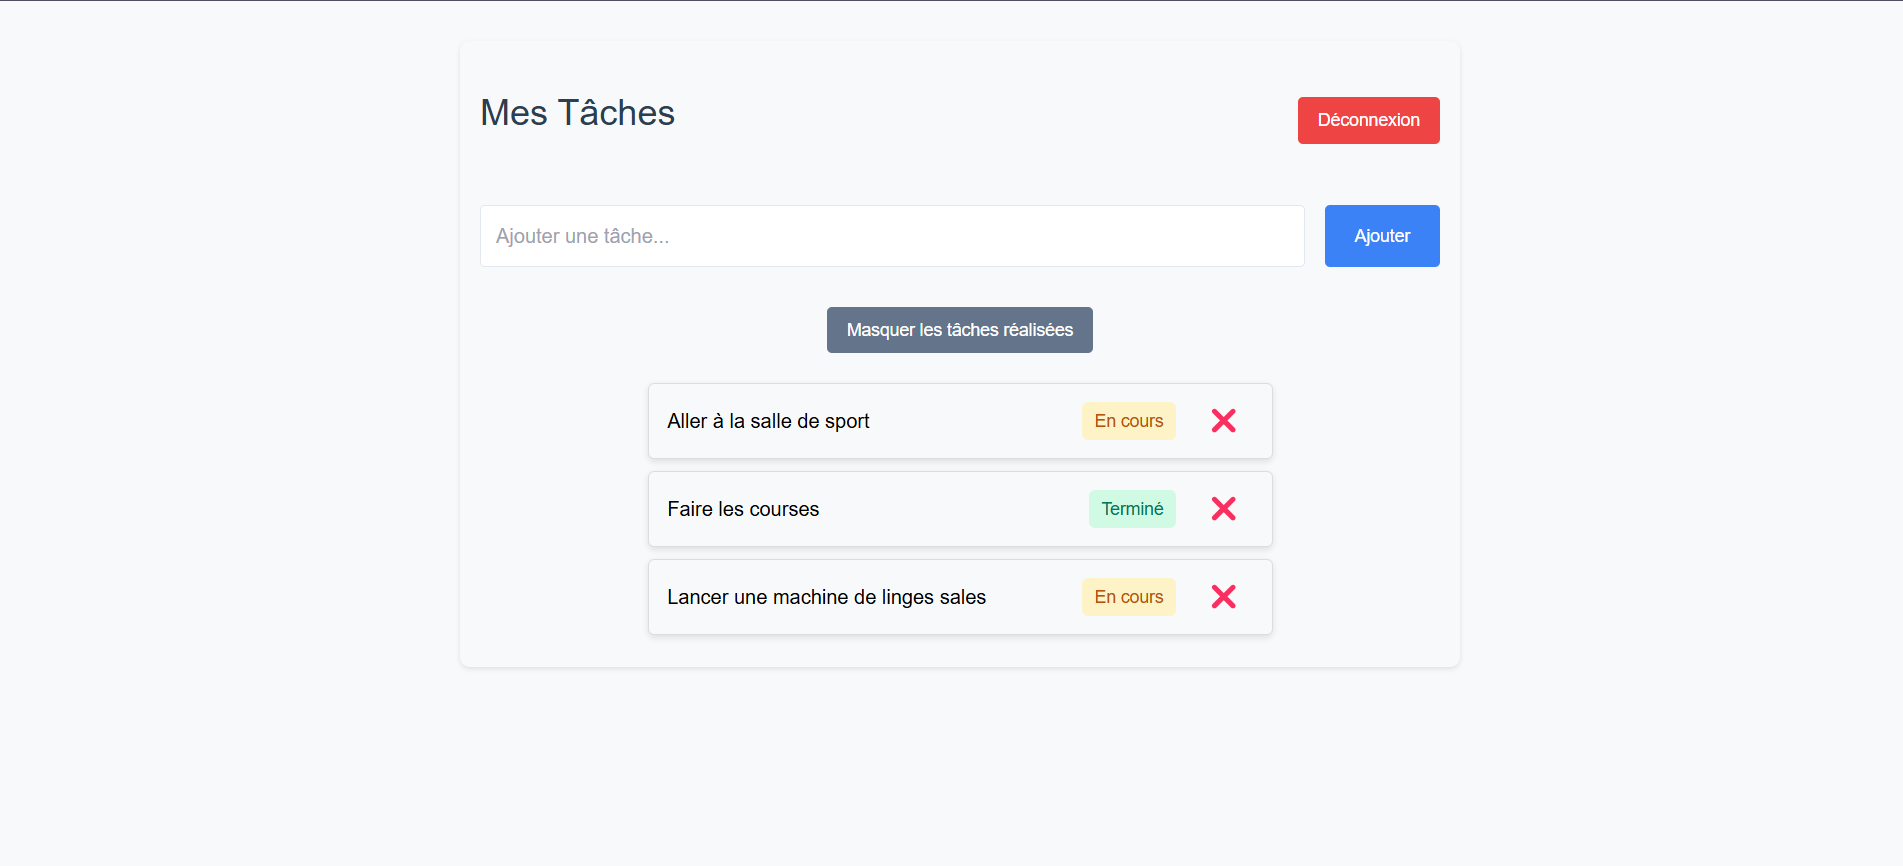 Mes Tâches
Déconnexion
Ajouter une tâche...
Ajouter
Masquer les tâches réalisées
Aller à la salle de sport
En cours
Faire les courses
Terminé
Lancer une machine de linges sales
En cours